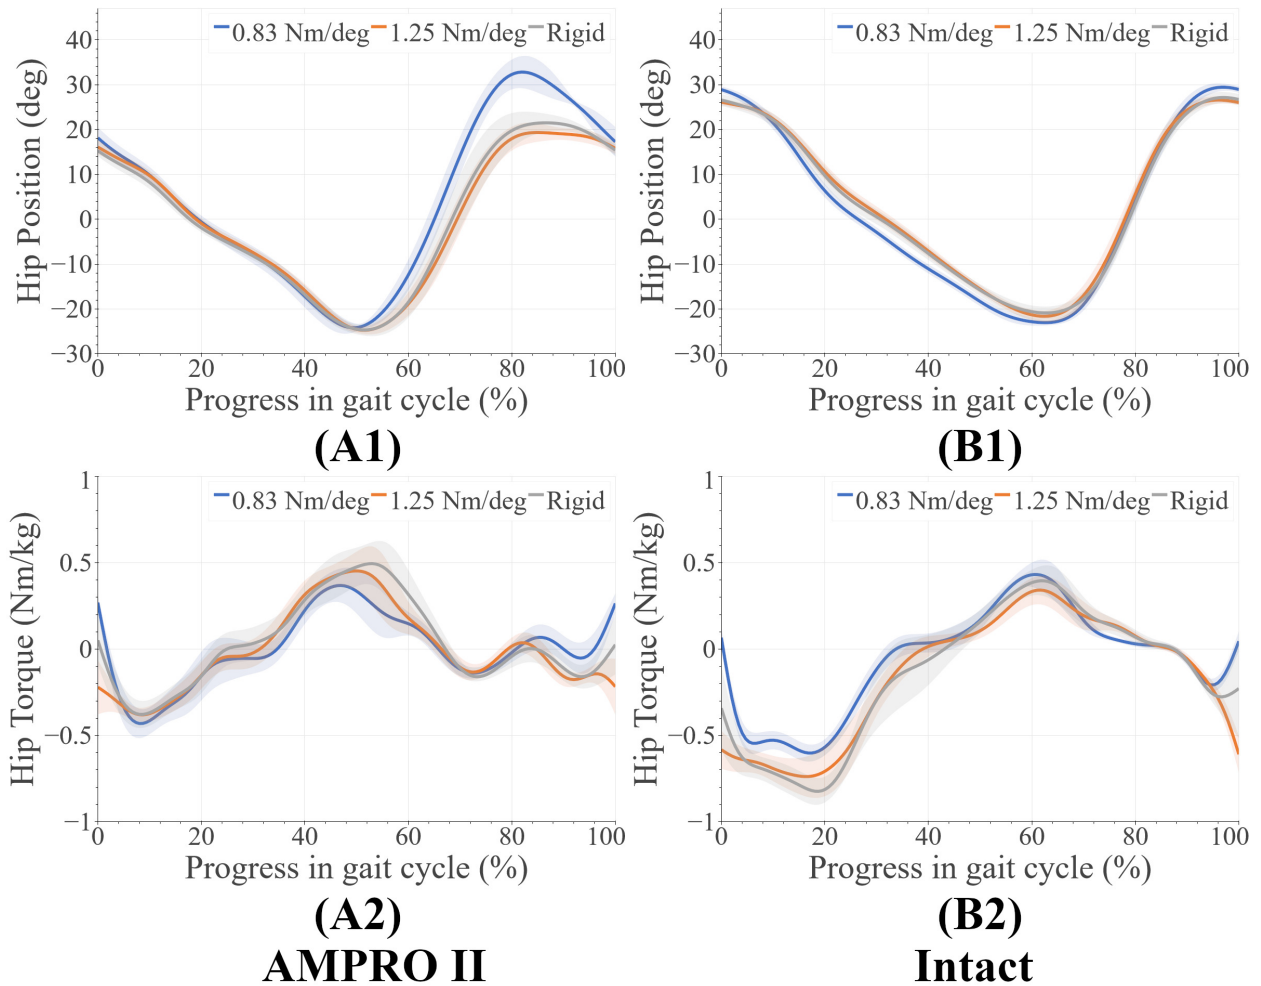 0.83 Nm/deg 1.25 Nm/deg Rigid
Hip Position (deg)
40
30
20
10
0
−10
−20
−30
0 20 40 60 80 100
Progress in gait cycle (%)
(A1)
0.83 Nm/deg 1.25 Nm/deg Rigid
Hip Position (deg)
40
30
20
10
0
−10
−20
−30
0 20 40 60 80 100
Progress in gait cycle (%)
(B1)
0.83 Nm/deg 1.25 Nm/deg Rigid
Hip Torque (Nm/kg)
1
0.5
0
−0.5
−1
0 20 40 60 80 100
Progress in gait cycle (%)
(A2)
AMPRO II
0.83 Nm/deg 1.25 Nm/deg Rigid
Hip Torque (Nm/kg)
1
0.5
0
−0.5
−1
0 20 40 60 80 100
Progress in gait cycle (%)
(B2)
Intact